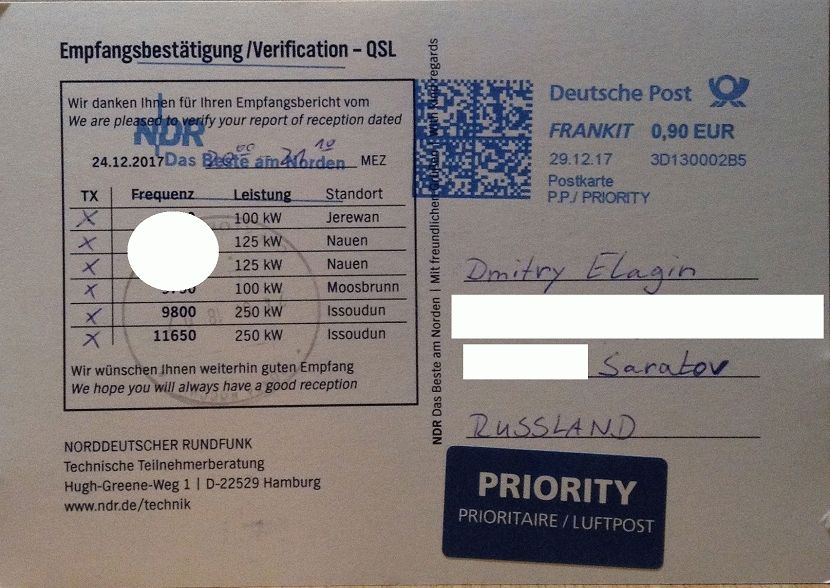 Empfangsbestätigung/Verification – QSL
Wir danken Ihnen für Ihren Empfangsbericht vom
We are pleased to verify your report of reception dated
NDR
Das Beste am Norden
24.12.2017 MEZ
TX Frequenz Leistung Standort
X 100 kW Jerewan
X 125 kW Nauen
X 125 kW Nauen
X 100 kW Moosbrunn
X 9800 250 kW Issoudun
X 11650 250 kW Issoudun
Wir wünschen Ihnen weiterhin guten Empfang
We hope you will always have a good reception
NORDDEUTSCHER RUNDFUNK
Technische Teilnehmerberatung
Hugh-Greene-Weg 1 | D-22529 Hamburg
www.ndr.de/technik
NDR Das Beste am Norden | Mit freundlichen regards
Deutsche Post
FRANKIT 0,90 EUR
29.12.17 3D130002B5
Postkarte
P.P./ PRIORITY
Dmitry Elagin
Saratov
RUSSLAND
PRIORITY
PRIORITAIRE / LUFTPOST